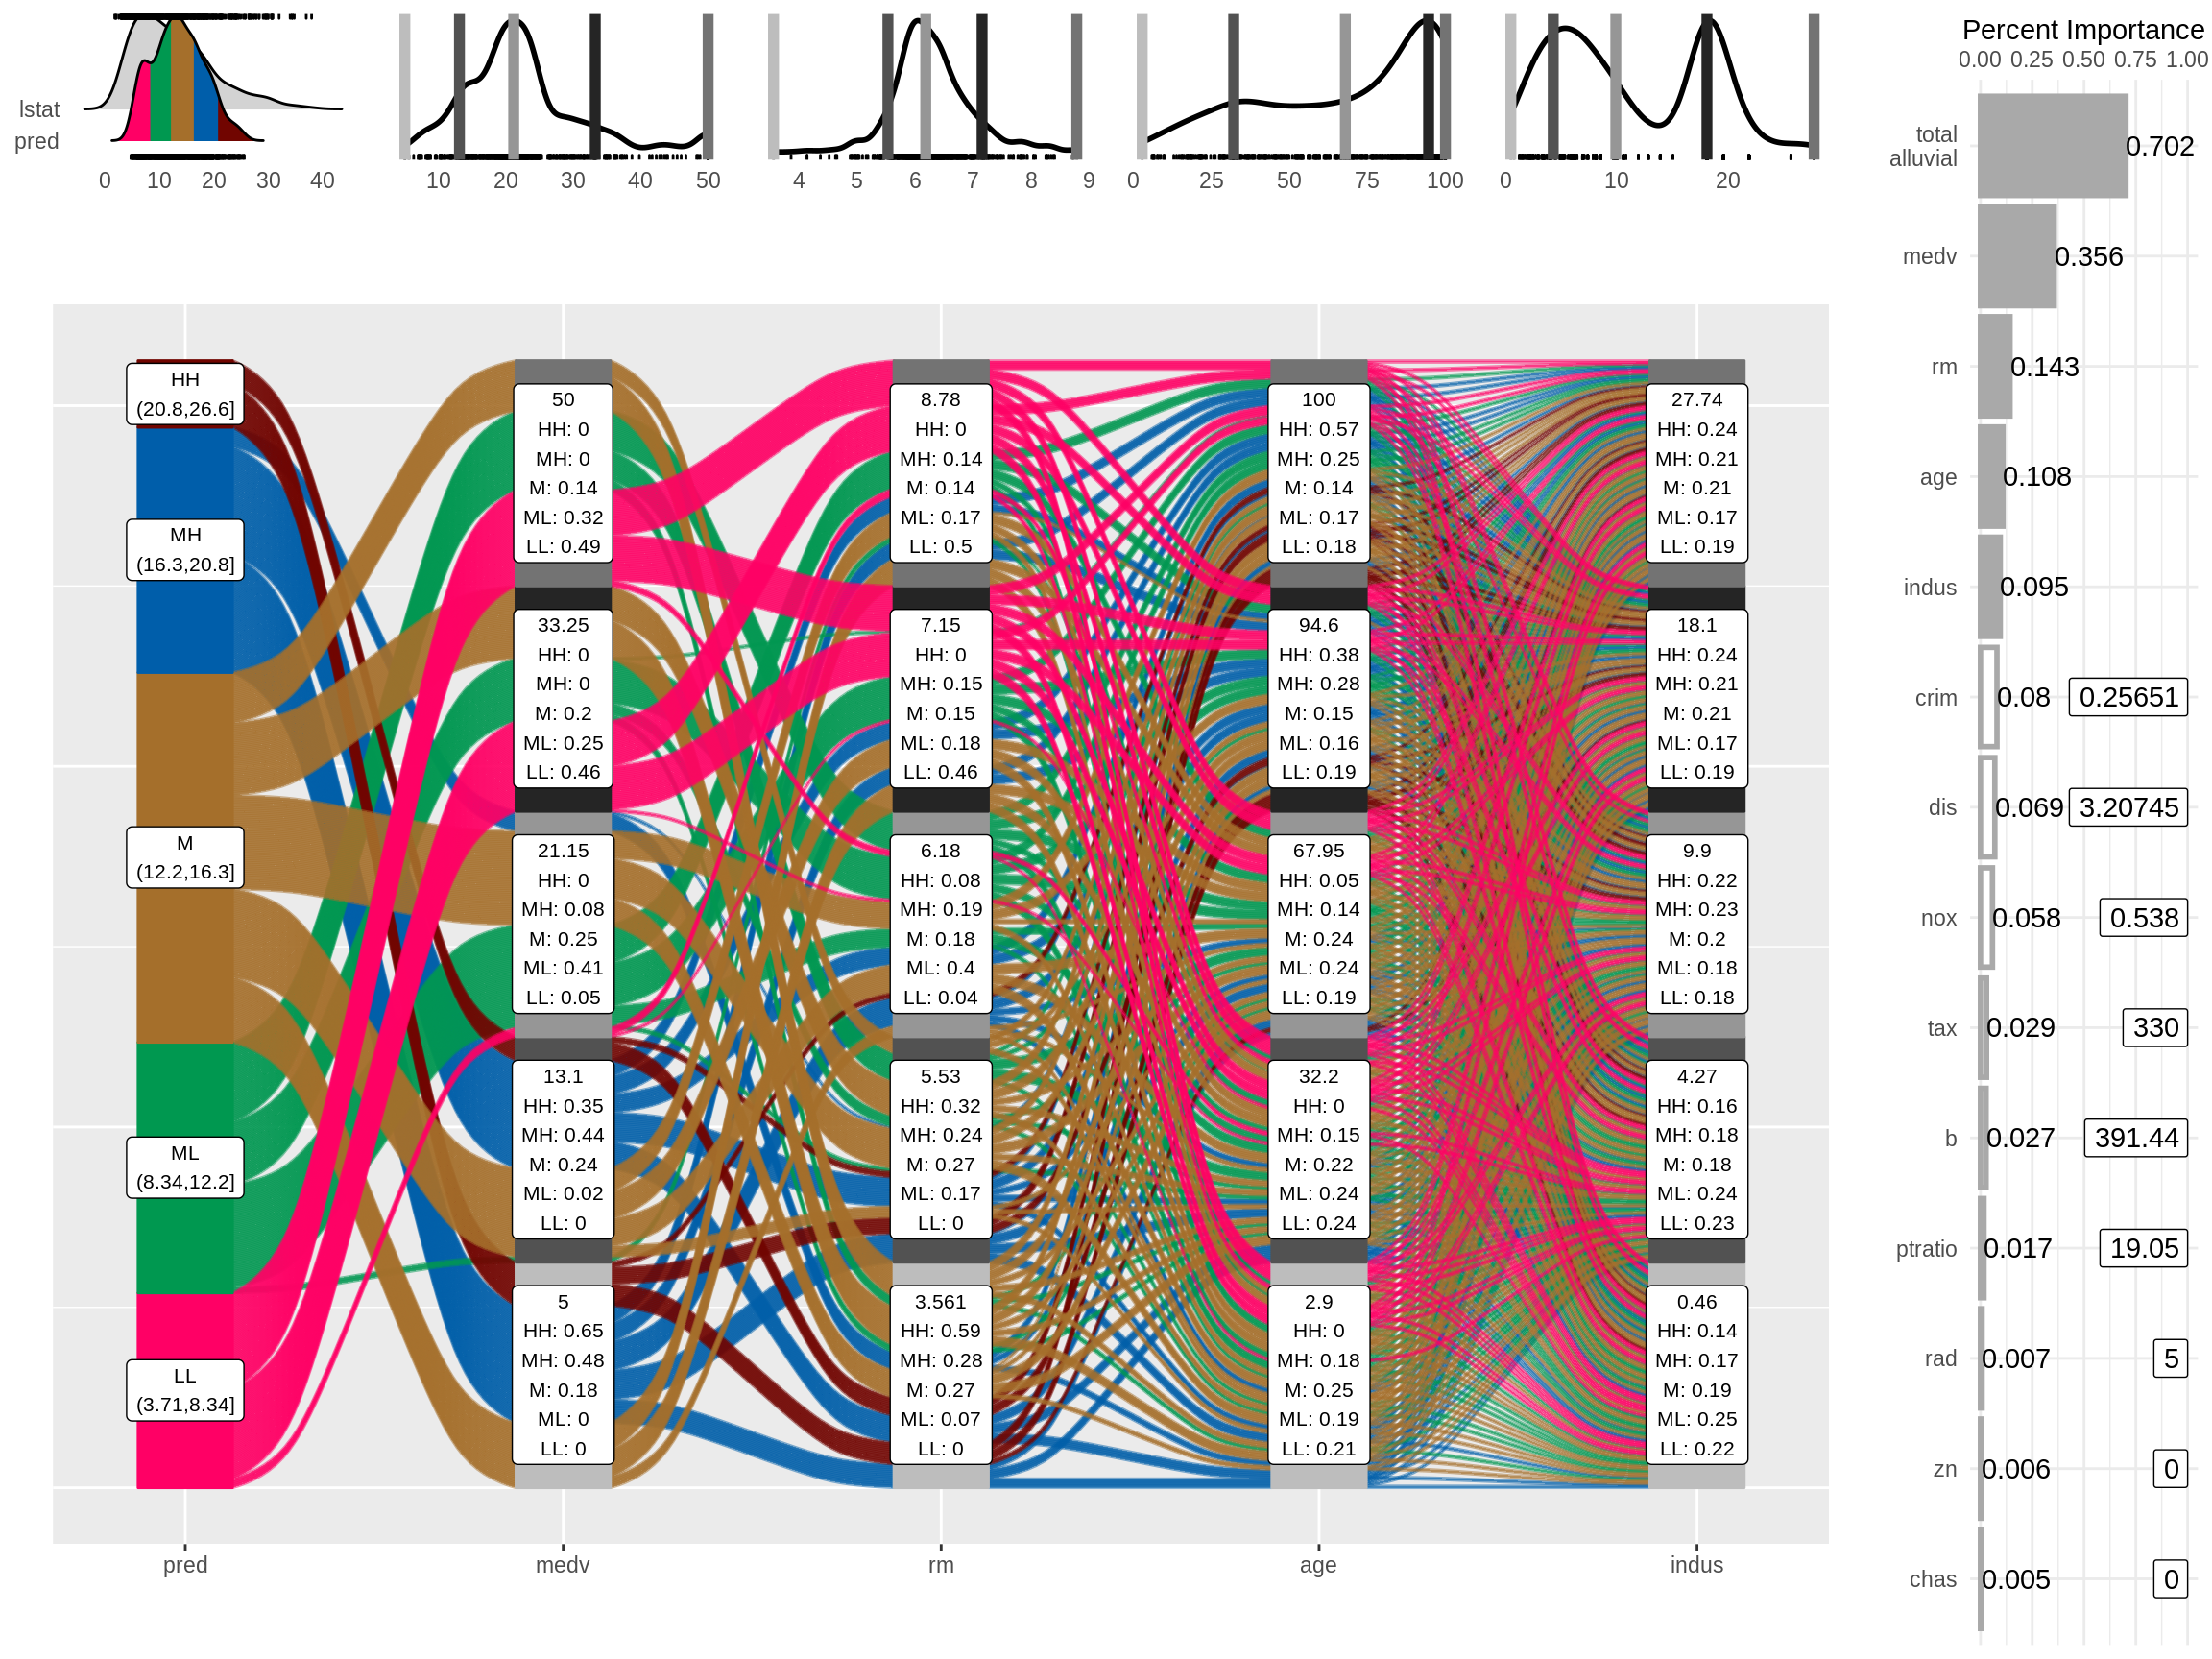 lstat
pred
0 10 20 30 40
10 20 30 40 50
4 5 6 7 8 9
0 25 50 75 100
0 10 20
Percent Importance
0.00 0.25 0.50 0.75 1.00
total
alluvial
0.702
medv
0.356
rm
0.143
age
0.108
indus
0.095
crim
0.08
0.25651
dis
0.069
3.20745
nox
0.058
0.538
tax
0.029
330
b
0.027
391.44
ptratio
0.017
19.05
rad
0.007
5
zn
0.006
0
chas
0.005
0
HH
(20.8,26.6]
MH
(16.3,20.8]
M
(12.2,16.3]
ML
(8.34,12.2]
LL
(3.71,8.34]
50
HH: 0
MH: 0
M: 0.14
ML: 0.32
LL: 0.49
33.25
HH: 0
MH: 0
M: 0.2
ML: 0.25
LL: 0.46
21.15
HH: 0
MH: 0.08
M: 0.25
ML: 0.41
LL: 0.05
13.1
HH: 0.35
MH: 0.44
M: 0.24
ML: 0.02
LL: 0
5
HH: 0.65
MH: 0.48
M: 0.18
ML: 0
LL: 0
8.78
HH: 0
MH: 0.14
M: 0.14
ML: 0.17
LL: 0.5
7.15
HH: 0
MH: 0.15
M: 0.15
ML: 0.18
LL: 0.46
6.18
HH: 0.08
MH: 0.19
M: 0.18
ML: 0.4
LL: 0.04
5.53
HH: 0.32
MH: 0.24
M: 0.27
ML: 0.17
LL: 0
3.561
HH: 0.59
MH: 0.28
M: 0.27
ML: 0.07
LL: 0
100
HH: 0.57
MH: 0.25
M: 0.14
ML: 0.17
LL: 0.18
94.6
HH: 0.38
MH: 0.28
M: 0.15
ML: 0.16
LL: 0.19
67.95
HH: 0.05
MH: 0.14
M: 0.24
ML: 0.24
LL: 0.19
32.2
HH: 0
MH: 0.15
M: 0.22
ML: 0.24
LL: 0.24
2.9
HH: 0
MH: 0.18
M: 0.25
ML: 0.19
LL: 0.21
27.74
HH: 0.24
MH: 0.21
M: 0.21
ML: 0.17
LL: 0.19
18.1
HH: 0.24
MH: 0.21
M: 0.21
ML: 0.17
LL: 0.19
9.9
HH: 0.22
MH: 0.23
M: 0.2
ML: 0.18
LL: 0.18
4.27
HH: 0.16
MH: 0.18
M: 0.18
ML: 0.24
LL: 0.23
0.46
HH: 0.14
MH: 0.17
M: 0.19
ML: 0.25
LL: 0.22
pred medv rm age indus